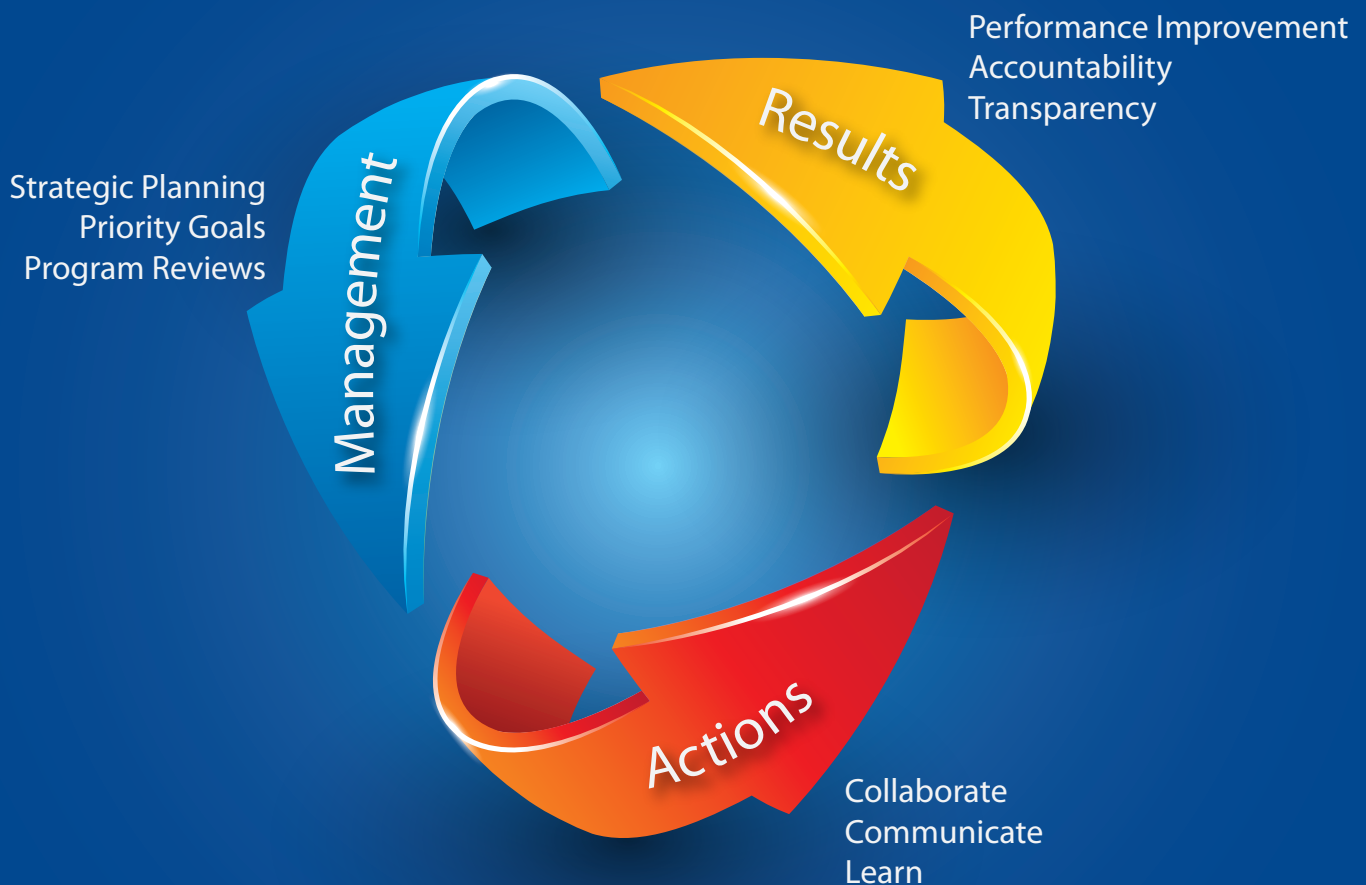 Performance Improvement
Accountability
Transparency
Results
Strategic Planning
Priority Goals
Program Reviews
Management
Actions
Collaborate
Communicate
Learn